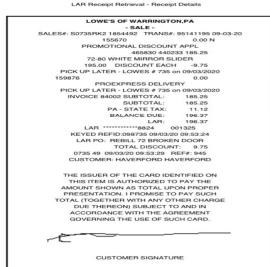 LAR Receipt Retrieval - Receipt Details
LOWE'S OF WARRINGTON,PA
- SALE -
SALES#: S0735RK2 1854492 TRANS#: 95141195 09-03-20
155670 0.00 N
PROMOTIONAL DISCOUNT APPL
465830 440233 185.25
72-80 WHITE MIRROR SLIDING
195.00 DISCOUNT EACH -9.75
PICK UP LATER - LOWES # 735 on 09/03/2020
159876 0.00
PROEXPRESS DELIVERY
PICK UP LATER - LOWES # 735 on 09/03/2020
INVOICE 84002 SUBTOTAL: 185.25
SUBTOTAL: 185.25
PA - STATE TAX: 11.12
BALANCE DUE: 196.37
LAR: 196.37
LAR ************8824 001325
KEYED REFID:098735 09/03/20 09:53:24
LAR PO: REBILL 72 BROKEN DOOR
TOTAL DISCOUNT: 9.75
0735 49 09/03/20 09:53:29 REF#: 945
CUSTOMER: HAVERFORD HAVERFORD
THE ISSUER OF THE CARD IDENTIFIED ON
THIS ITEM IS AUTHORIZED TO PAY THE
AMOUNT SHOWN AS TOTAL UPON PROPER
PRESENTATION. I PROMISE TO PAY SUCH
TOTAL (TOGETHER WITH ANY OTHER CHARGE
DUE THEREON) SUBJECT TO AND IN
ACCORDANCE WITH THE AGREEMENT
GOVERNING THE USE OF SUCH CARD.
CUSTOMER SIGNATURE